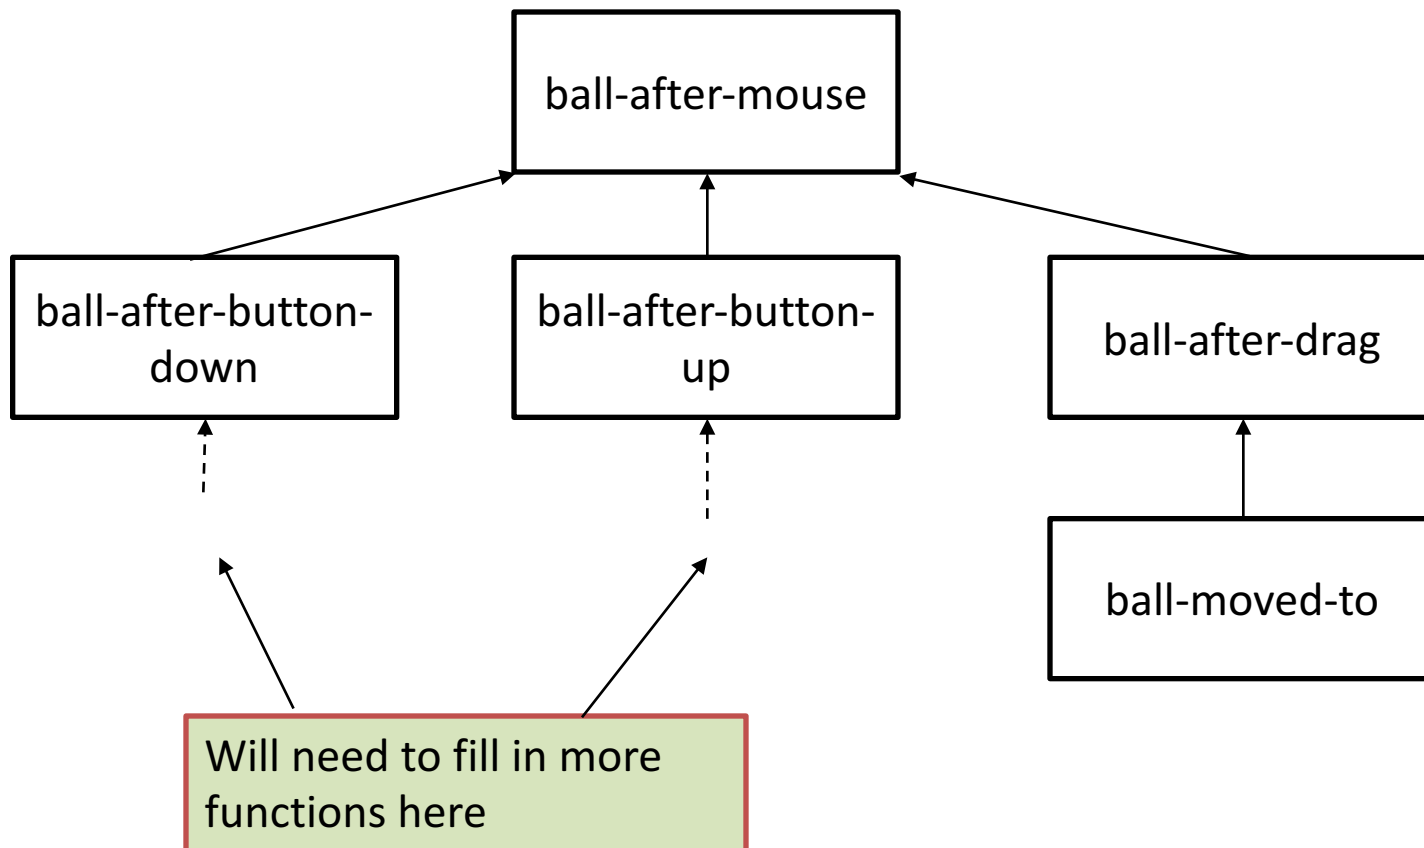 ball-after-mouse
ball-after-button-
down
ball-after-button-
up
ball-after-drag
ball-moved-to
Will need to fill in more
functions here